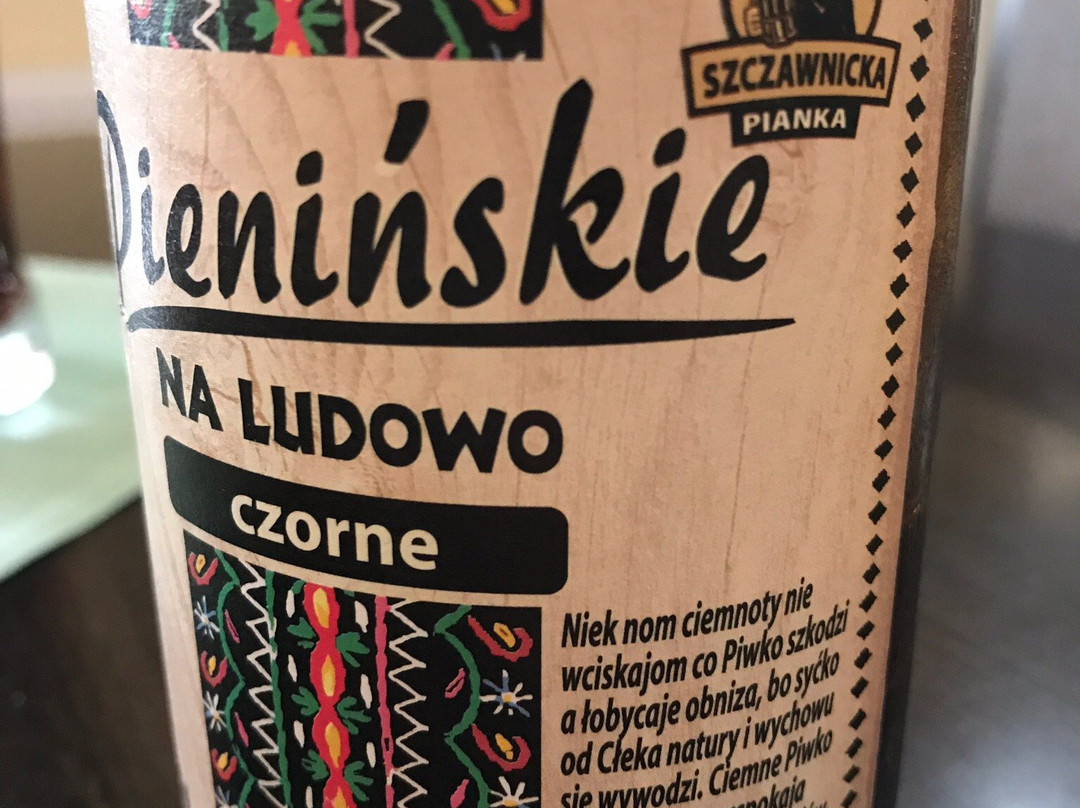 SZCZAWNICKA
PIANKA
Pienińskie
NA LUDOWO
czorne
Niek nom ciemnoty nie
wciskajom co Piwko szkodzi
a łobycaje obniza, bo syćko
od Cłeka natury i wychowu
sie wywodzi. Ciemne Piwko